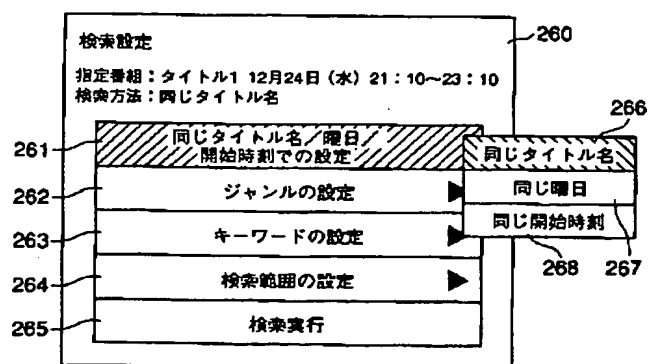 検索設定
260
指定番組：タイトル1 12月24日（水）21：10～23：10
検索方法：同じタイトル名
266
261
同じタイトル名／曜日／
開始時刻での設定
同じタイトル名
262
ジャンルの設定
同じ曜日
263
キーワードの設定
同じ開始時刻
268
267
264
検索範囲の設定
265
検索実行